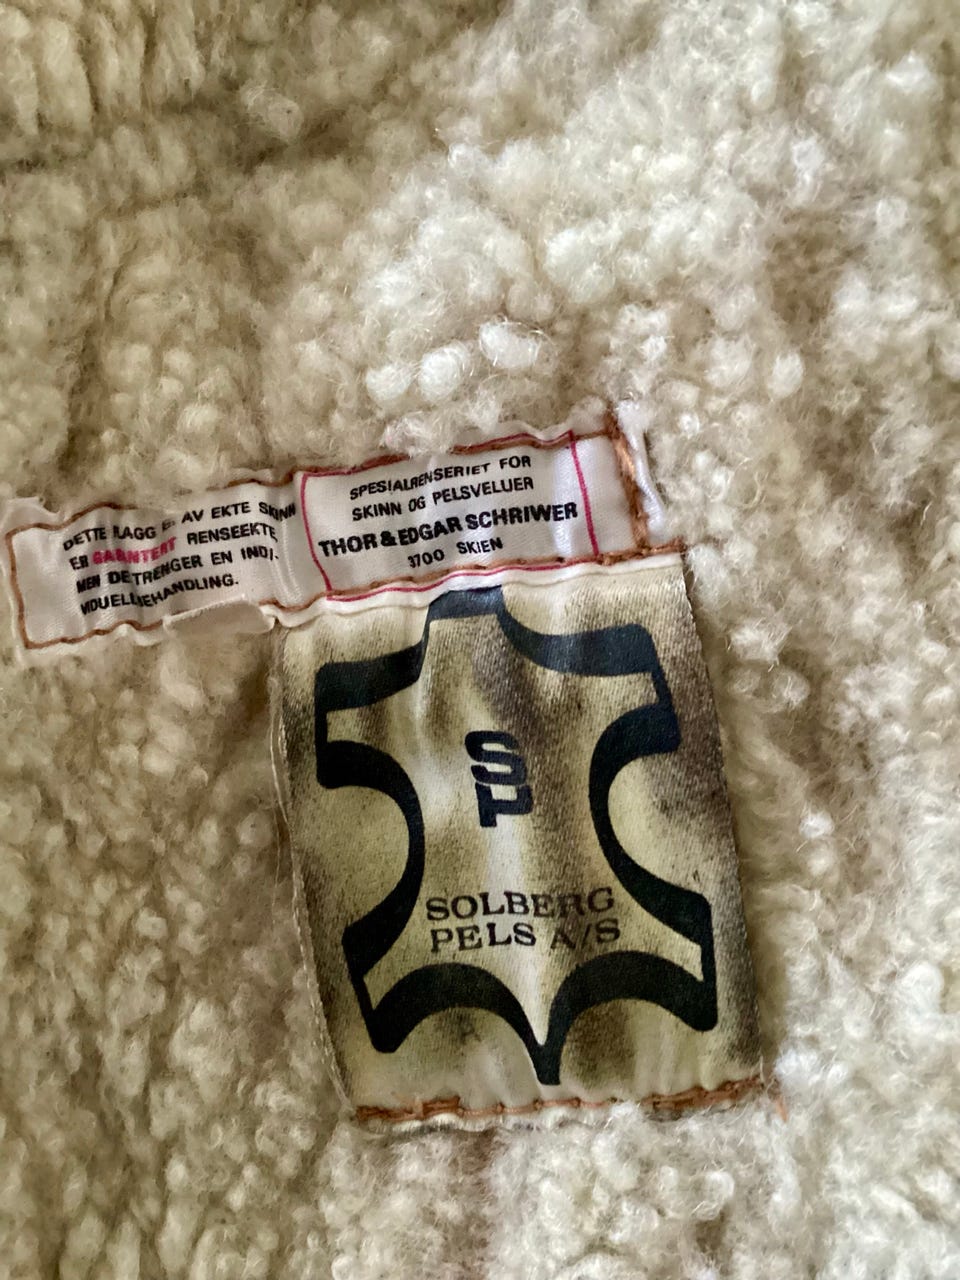 DETTE PLAGG ER AV EKTE SKINN
ER GARANTERT RENSEEKTE,
MEN DET TRENGER EN INDI-
VIDUELL BEHANDLING.
SPESIALRENSERIET FOR
SKINN OG PELSVELUER
THOR & EDGAR SCHRIWER
3700 SKIEN
SP
SOLBERG
PELS A/S